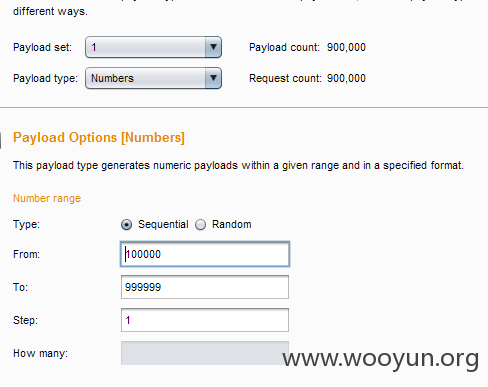 different ways.
Payload set: 1 Payload count: 900,000
Payload type: Numbers Request count: 900,000
Payload Options [Numbers]
This payload type generates numeric payloads within a given range and in a specified format.
Number range
Type: Sequential Random
From: 100000
To: 999999
Step: 1
How many:
www.wooyun.org